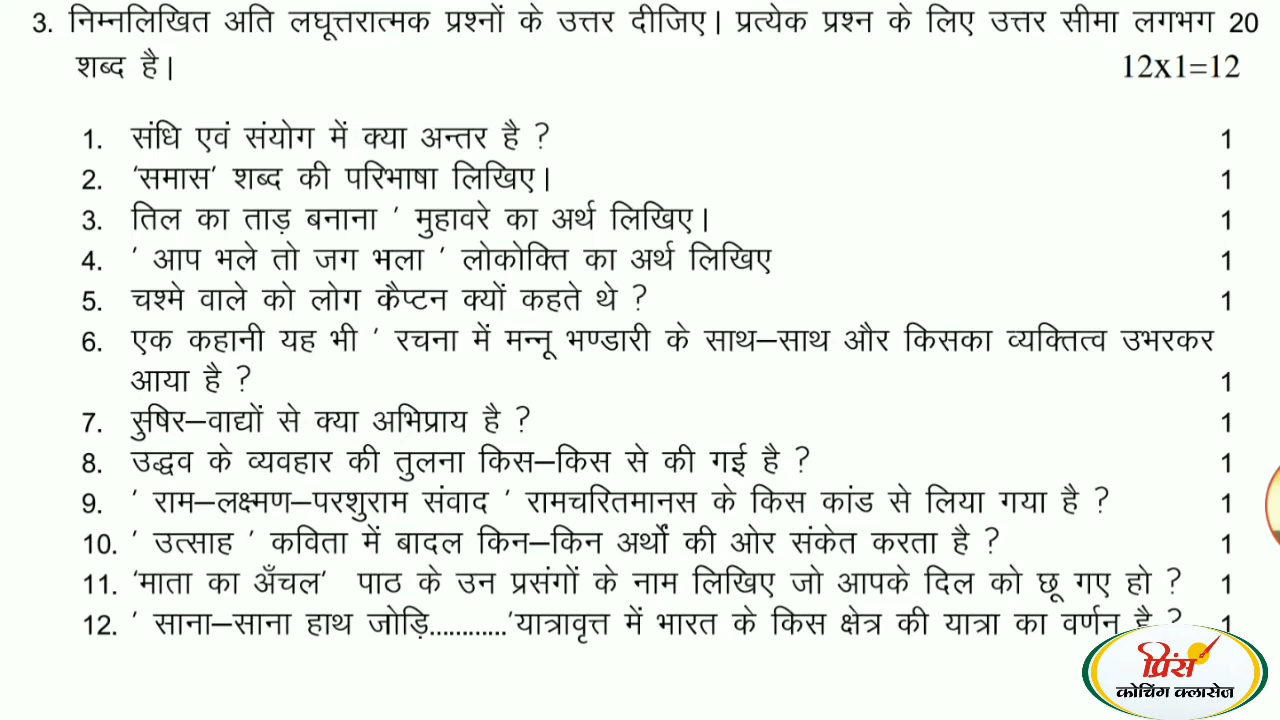 3. निम्नलिखित अति लघूत्तरात्मक प्रश्नों के उत्तर दीजिए। प्रत्येक प्रश्न के लिए उत्तर सीमा लगभग 20
शब्द है। 12x1=12
1. संधि एवं संयोग में क्या अन्तर है ? 1
2. 'समास' शब्द की परिभाषा लिखिए। 1
3. तिल का ताड़ बनाना ' मुहावरे का अर्थ लिखिए। 1
4. ' आप भले तो जग भला ' लोकोक्ति का अर्थ लिखिए 1
5. चश्मे वाले को लोग कैप्टन क्यों कहते थे ? 1
6. एक कहानी यह भी ' रचना में मन्नू भण्डारी के साथ–साथ और किसका व्यक्तित्व उभरकर
आया है ? 1
7. सुषिर–वाद्यों से क्या अभिप्राय है ? 1
8. उद्धव के व्यवहार की तुलना किस–किस से की गई है ? 1
9. ' राम–लक्ष्मण–परशुराम संवाद ' रामचरितमानस के किस कांड से लिया गया है ? 1
10. ' उत्साह ' कविता में बादल किन–किन अर्थों की ओर संकेत करता है ? 1
11. 'माता का अँचल' पाठ के उन प्रसंगों के नाम लिखिए जो आपके दिल को छू गए हो ? 1
12. ' साना–साना हाथ जोड़ि............'यात्रावृत्त में भारत के किस क्षेत्र की यात्रा का वर्णन है ? 1
प्रिंस
कोचिंग क्लासेज